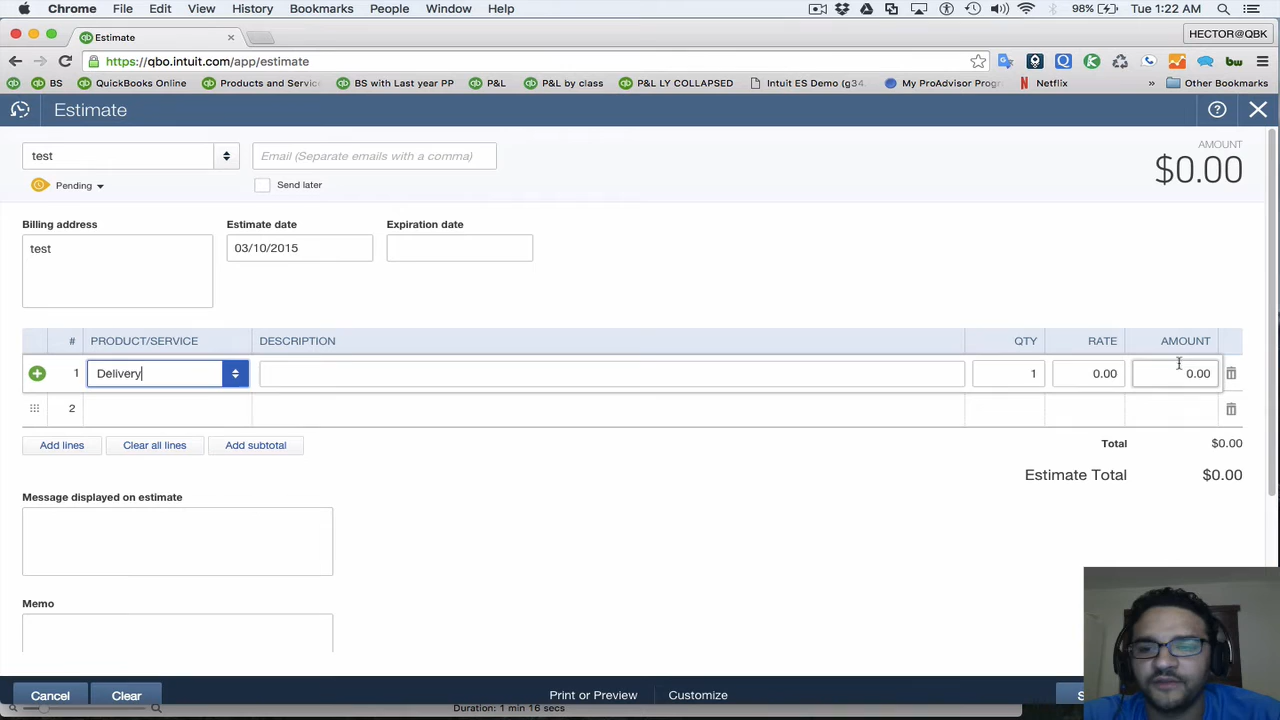 Chrome File Edit View History Bookmarks People Window Help 98% Tue 1:22 AM
Estimate HECTOR@QBK
https://qbo.intuit.com/app/estimate
BS QuickBooks Online Products and Servic BS with Last year PP P&L P&L by class P&L LY COLLAPSED Intuit ES Demo (g34. My ProAdvisor Progr Netflix » Other Bookmarks
Estimate
AMOUNT
test Email (Separate emails with a comma) $0.00
Pending Send later
Billing address Estimate date Expiration date
test 03/10/2015
# PRODUCT/SERVICE DESCRIPTION QTY RATE AMOUNT
1 Delivery 1 0.00 0.00
2
Add lines Clear all lines Add subtotal Total $0.00
Estimate Total $0.00
Message displayed on estimate
Memo
Cancel Clear Print or Preview Customize S
Duration: 1 min 16 secs